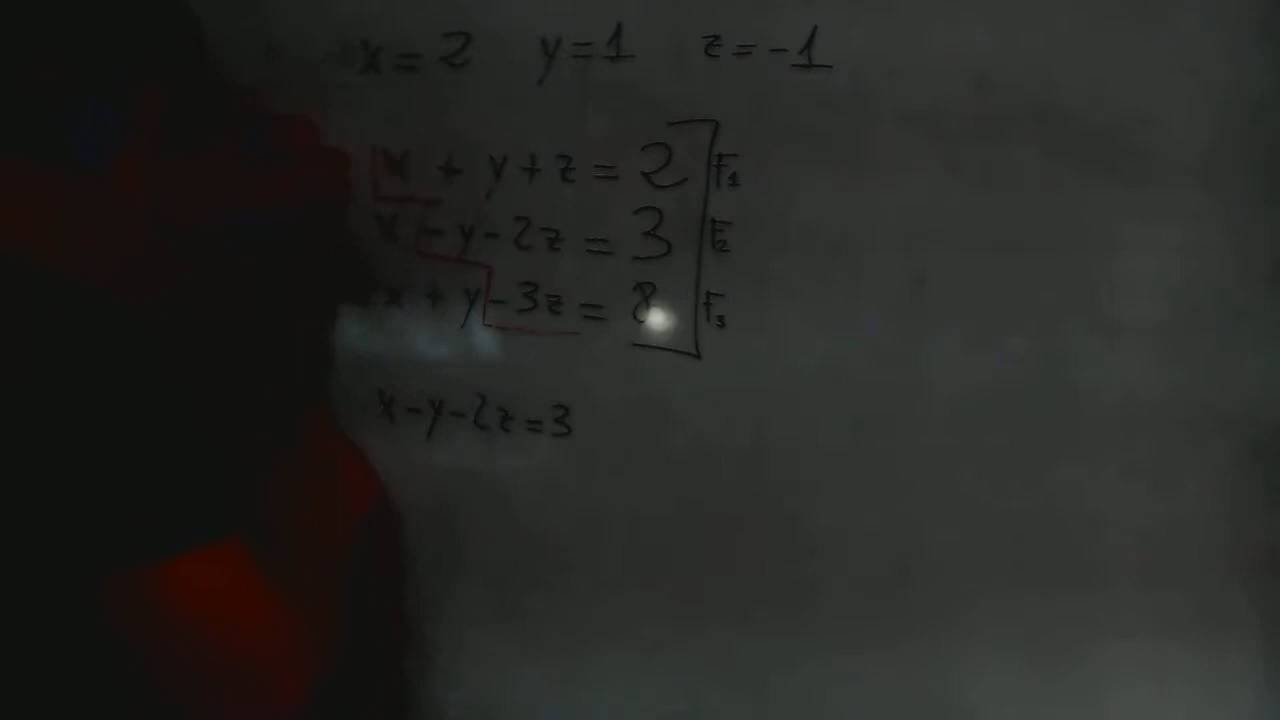 x = 2 y = 1 z = -1
x + y + z = 2 F₁
x - y - 2z = 3 F₂
x + y - 3z = 8 F₃
x - y - 2z = 3